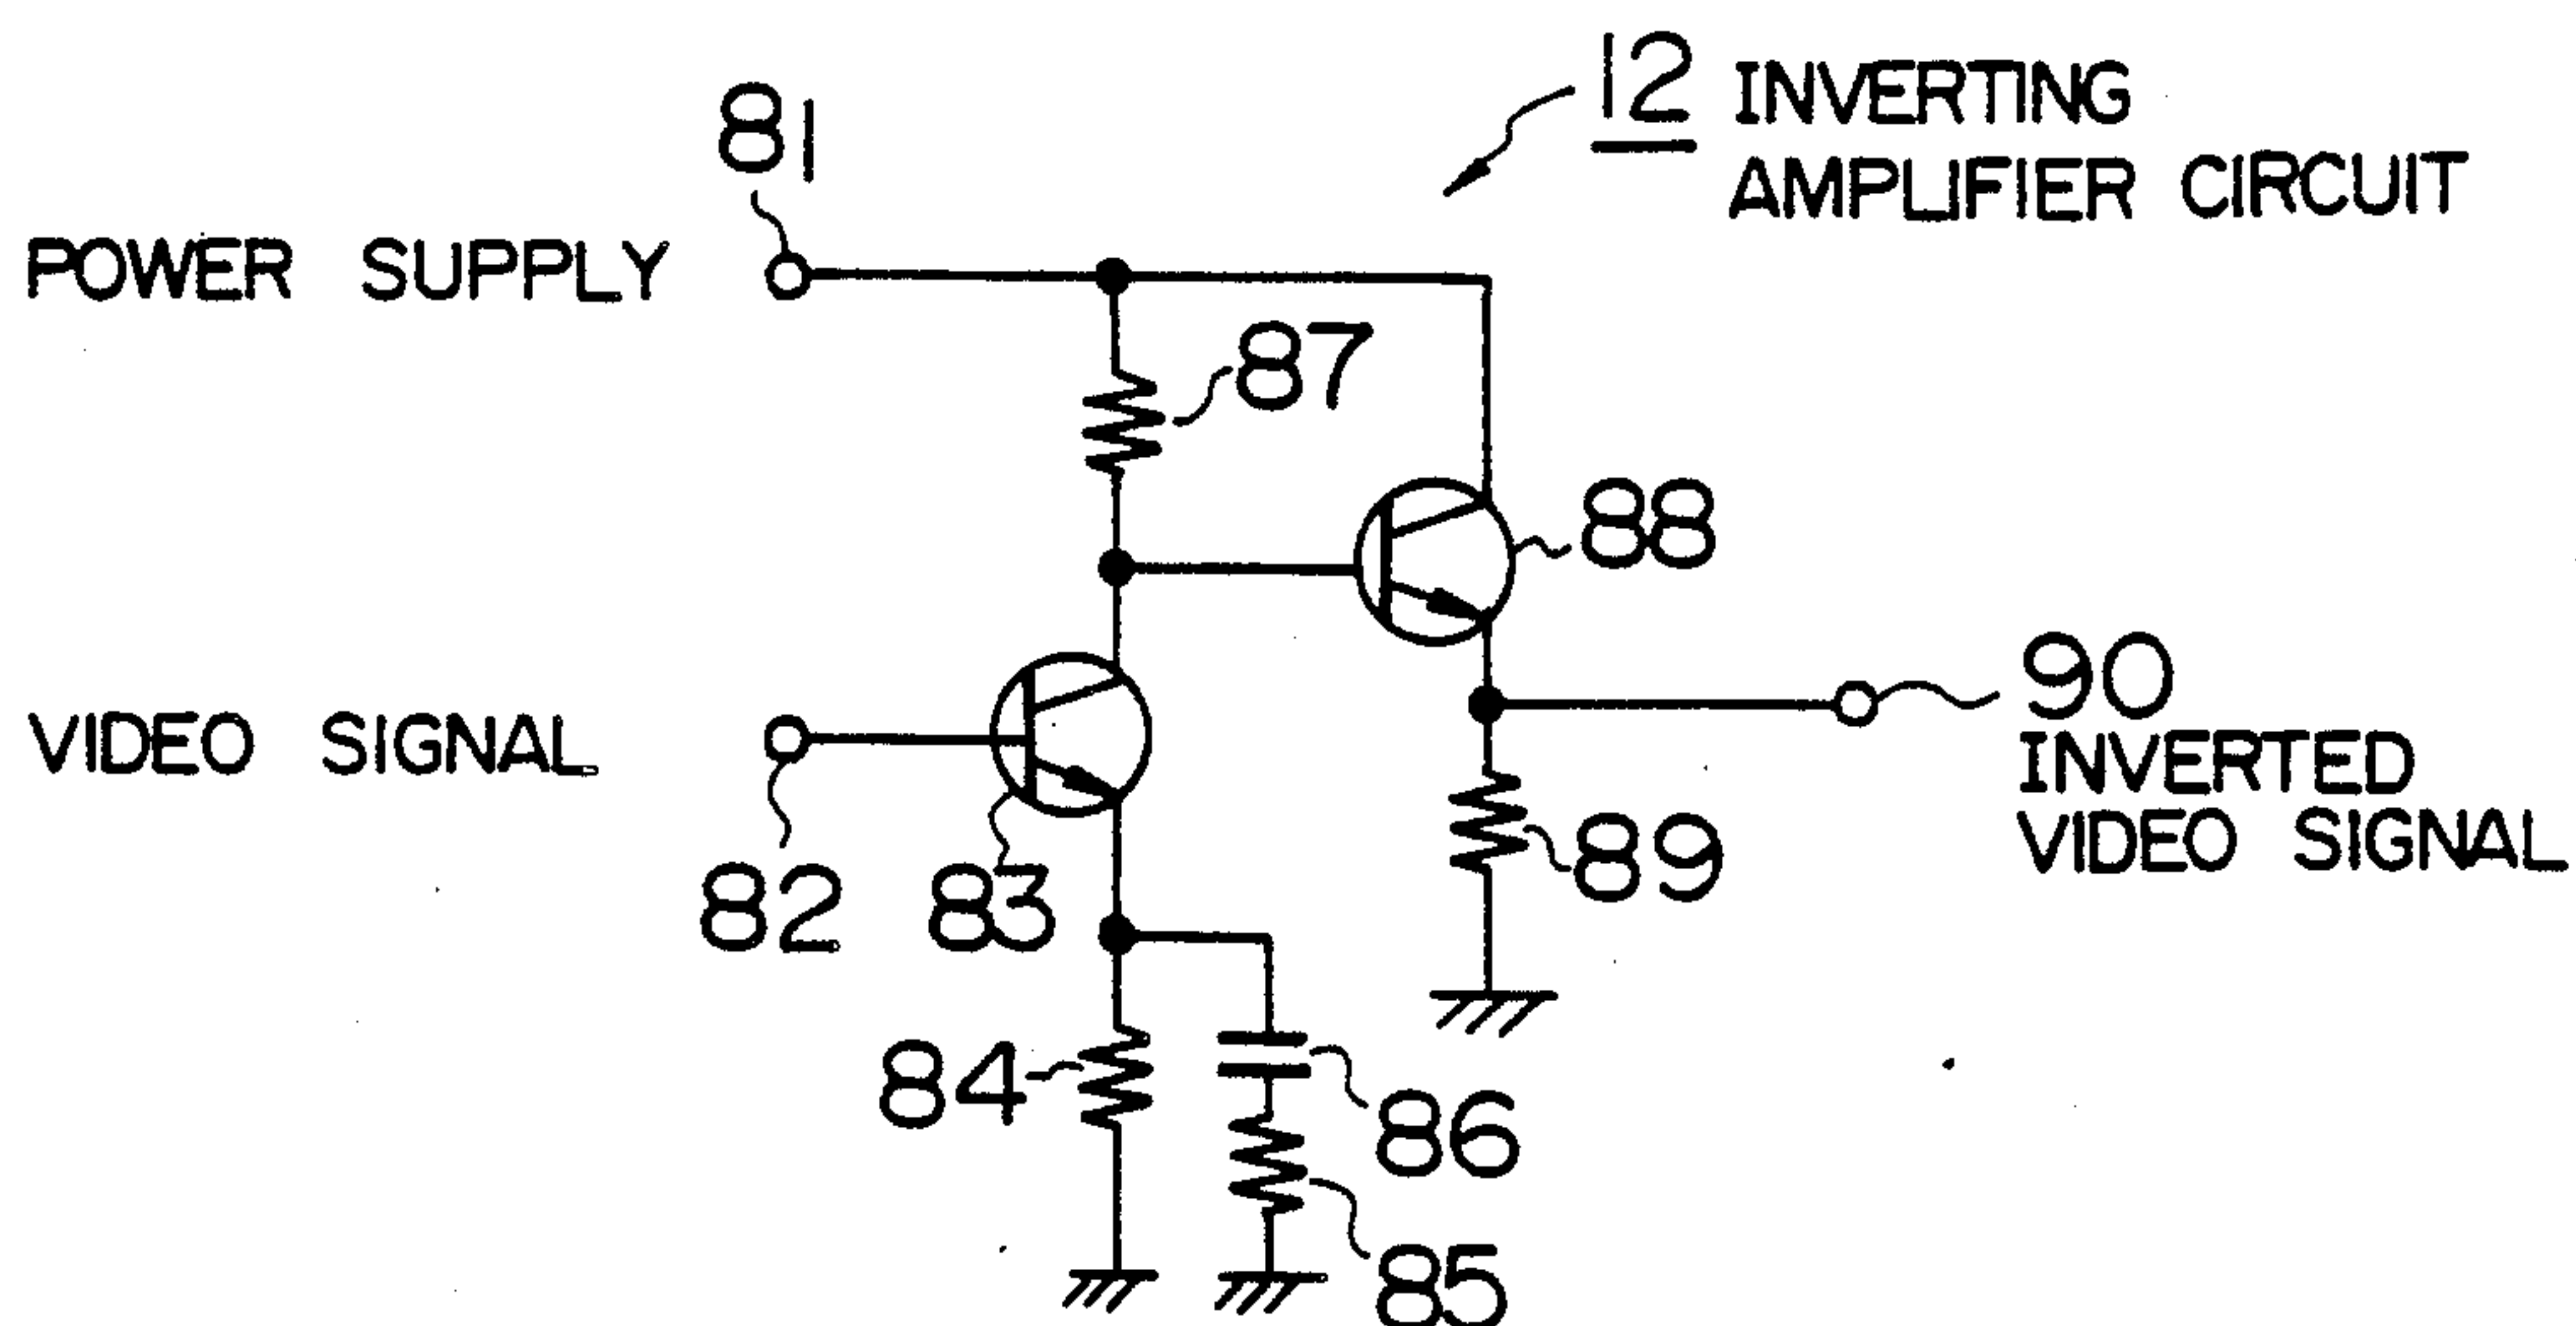 12 INVERTING
AMPLIFIER CIRCUIT
81
POWER SUPPLY
87
88
90
INVERTED
VIDEO SIGNAL
VIDEO SIGNAL
82
83
89
84
86
85